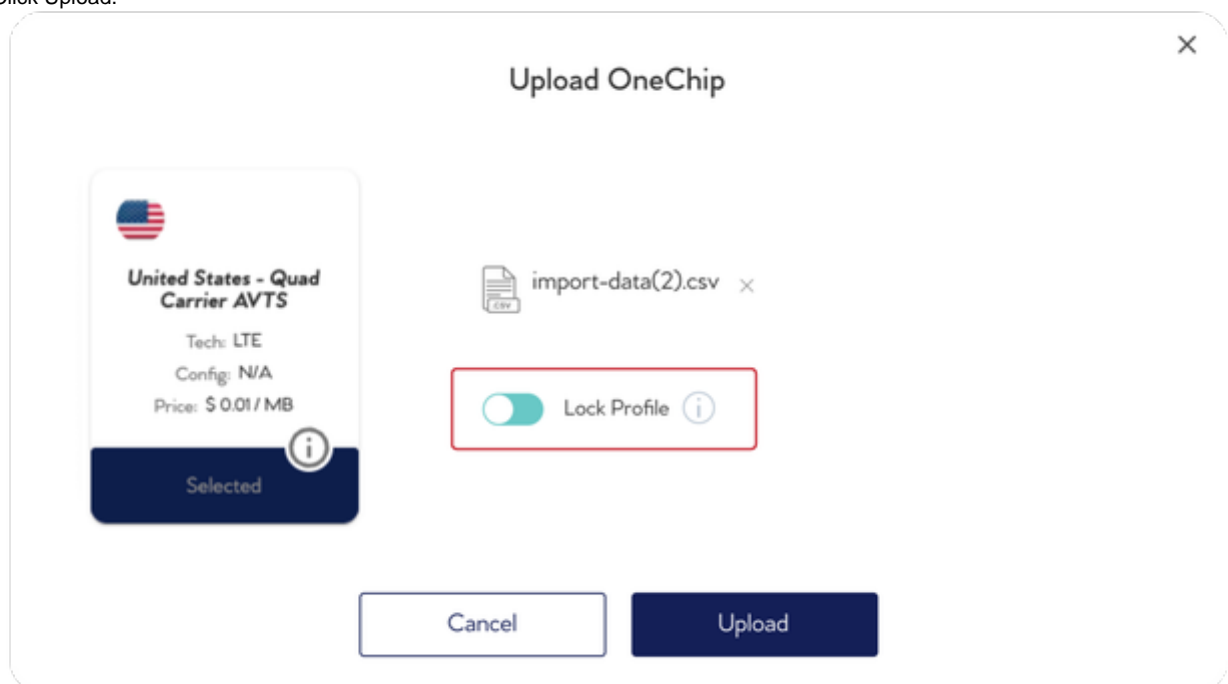 Click Upload.
Upload OneChip
United States - Quad
Carrier AVTS
Tech: LTE
Config: N/A
Price: $ 0.01 / MB
Selected
import-data(2).csv
CSV
Lock Profile
Cancel
Upload